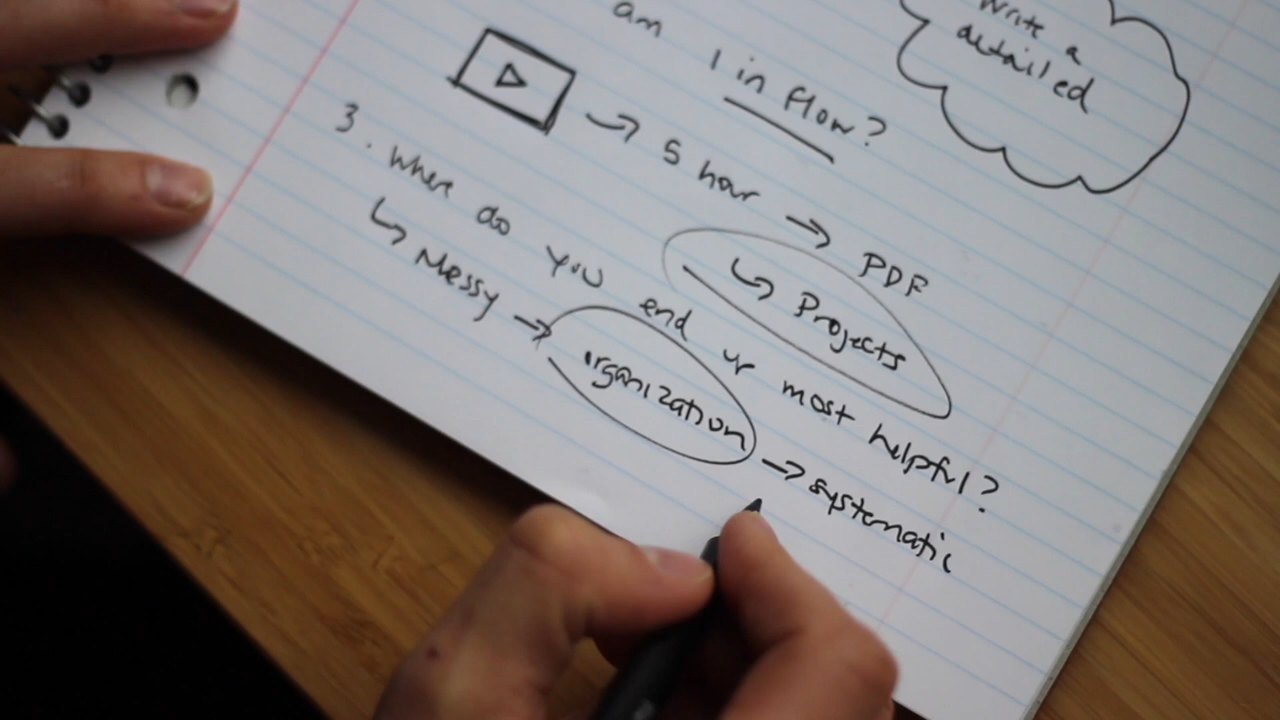 am I in flow?
write a
detailed
→ 5 hour → PDF
↳ Projects
3. Where do you end up most helpful?
↳ Messy → organization → systematic